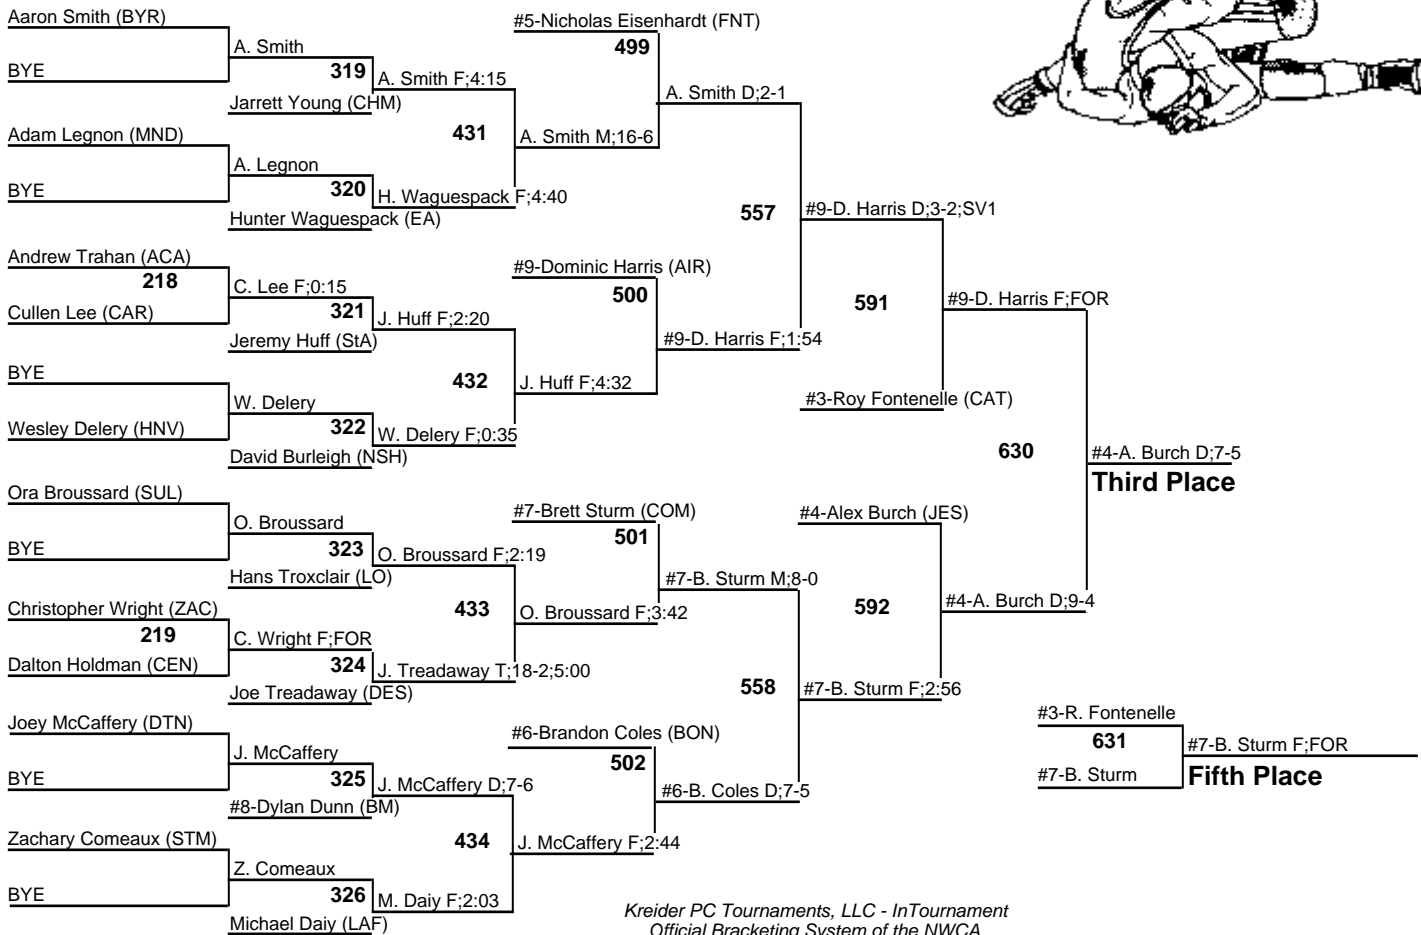 Aaron Smith (BYR)
BYE
Adam Legnon (MND)
BYE
Andrew Trahan (ACA)
218
Cullen Lee (CAR)
BYE
Wesley Delery (HNV)
Ora Broussard (SUL)
BYE
Christopher Wright (ZAC)
219
Dalton Holdman (CEN)
Joey McCaffery (DTN)
BYE
Zachary Comeaux (STM)
BYE
A. Smith
319
Jarrett Young (CHM)
A. Legnon
320
Hunter Waguespack (EA)
C. Lee F;0:15
321
Jeremy Huff (StA)
W. Delery
322
David Burleigh (NSH)
O. Broussard
323
Hans Troxclair (LO)
C. Wright F;FOR
324
Joe Treadaway (DES)
J. McCaffery
325
#8-Dylan Dunn (BM)
Z. Comeaux
326
Michael Daiy (LAF)
A. Smith F;4:15
431
H. Waguespack F;4:40
J. Huff F;2:20
432
W. Delery F;0:35
O. Broussard F;2:19
433
J. Treadaway T;18-2;5:00
J. McCaffery D;7-6
434
M. Daiy F;2:03
#5-Nicholas Eisenhardt (FNT)
499
A. Smith M;16-6
#9-Dominic Harris (AIR)
500
J. Huff F;4:32
#7-Brett Sturm (COM)
501
O. Broussard F;3:42
#6-Brandon Coles (BON)
502
J. McCaffery F;2:44
A. Smith D;2-1
557
#9-D. Harris F;1:54
#7-B. Sturm M;8-0
558
#6-B. Coles D;7-5
#9-D. Harris D;3-2;SV1
591
#3-Roy Fontenelle (CAT)
#4-Alex Burch (JES)
592
#7-B. Sturm F;2:56
#9-D. Harris F;FOR
630
#4-A. Burch D;9-4
#4-A. Burch D;7-5
Third Place
#3-R. Fontenelle
631
#7-B. Sturm
#7-B. Sturm F;FOR
Fifth Place
Kreider PC Tournaments, LLC - InTournament
Official Bracketing System of the NWCA